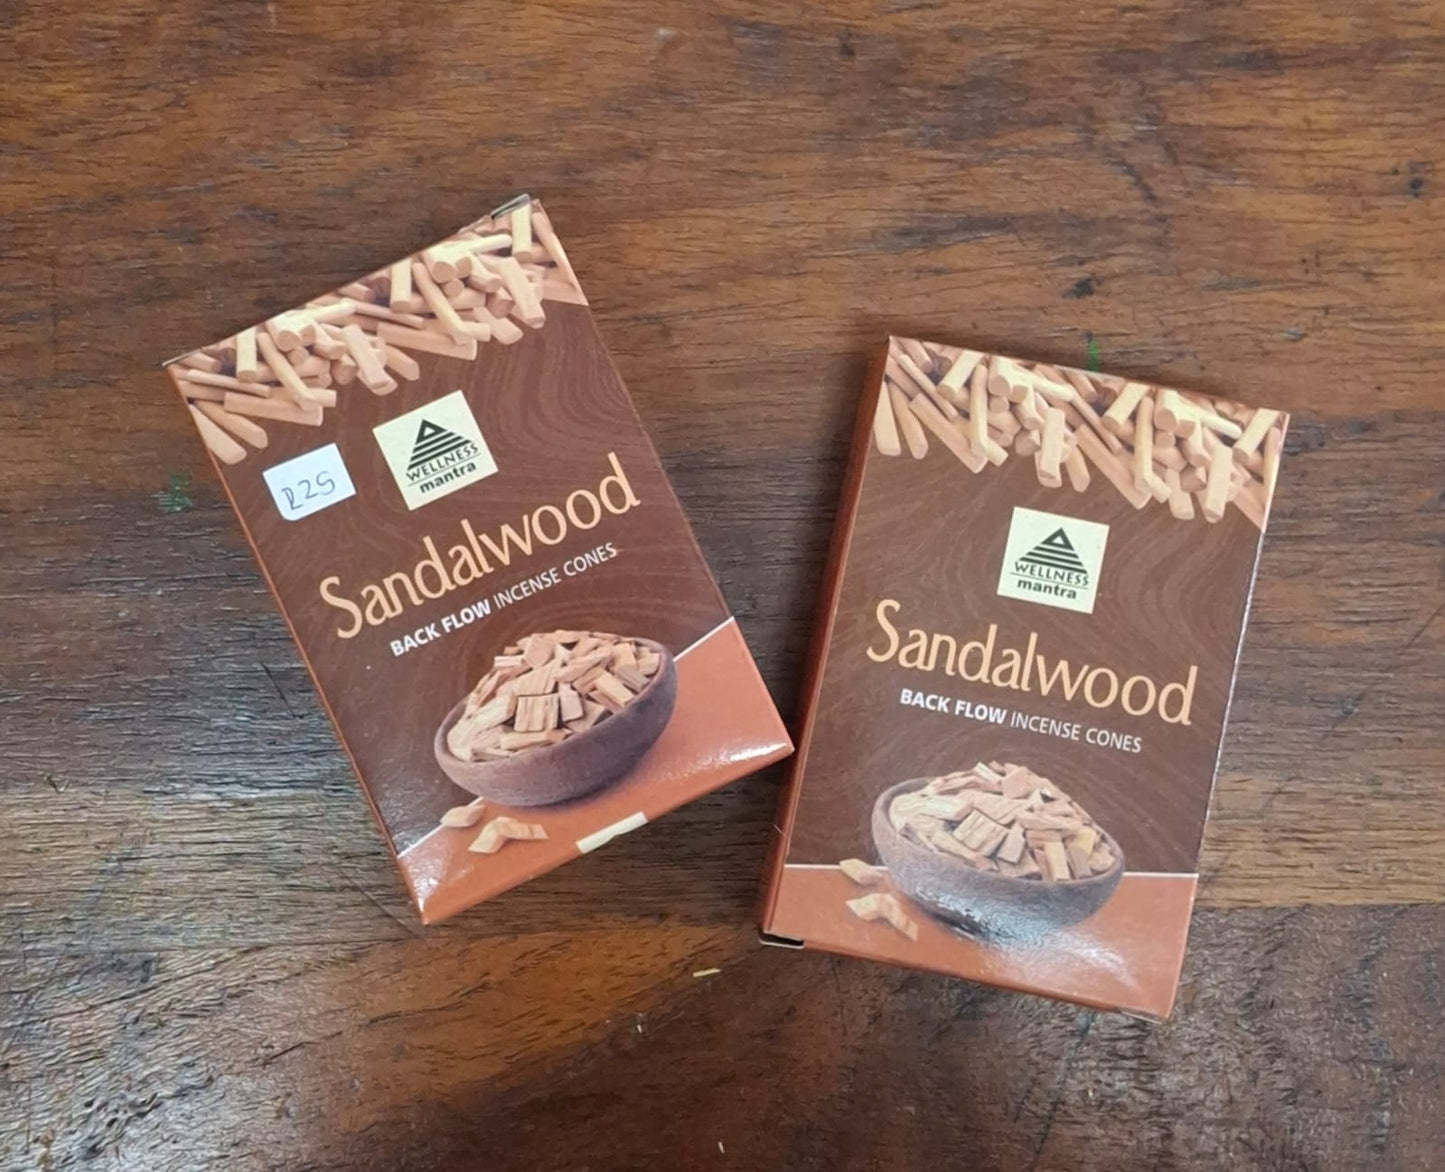 WELLNESS
mantra
R25
Sandalwood
BACK FLOW INCENSE CONES
WELLNESS
mantra
Sandalwood
BACK FLOW INCENSE CONES